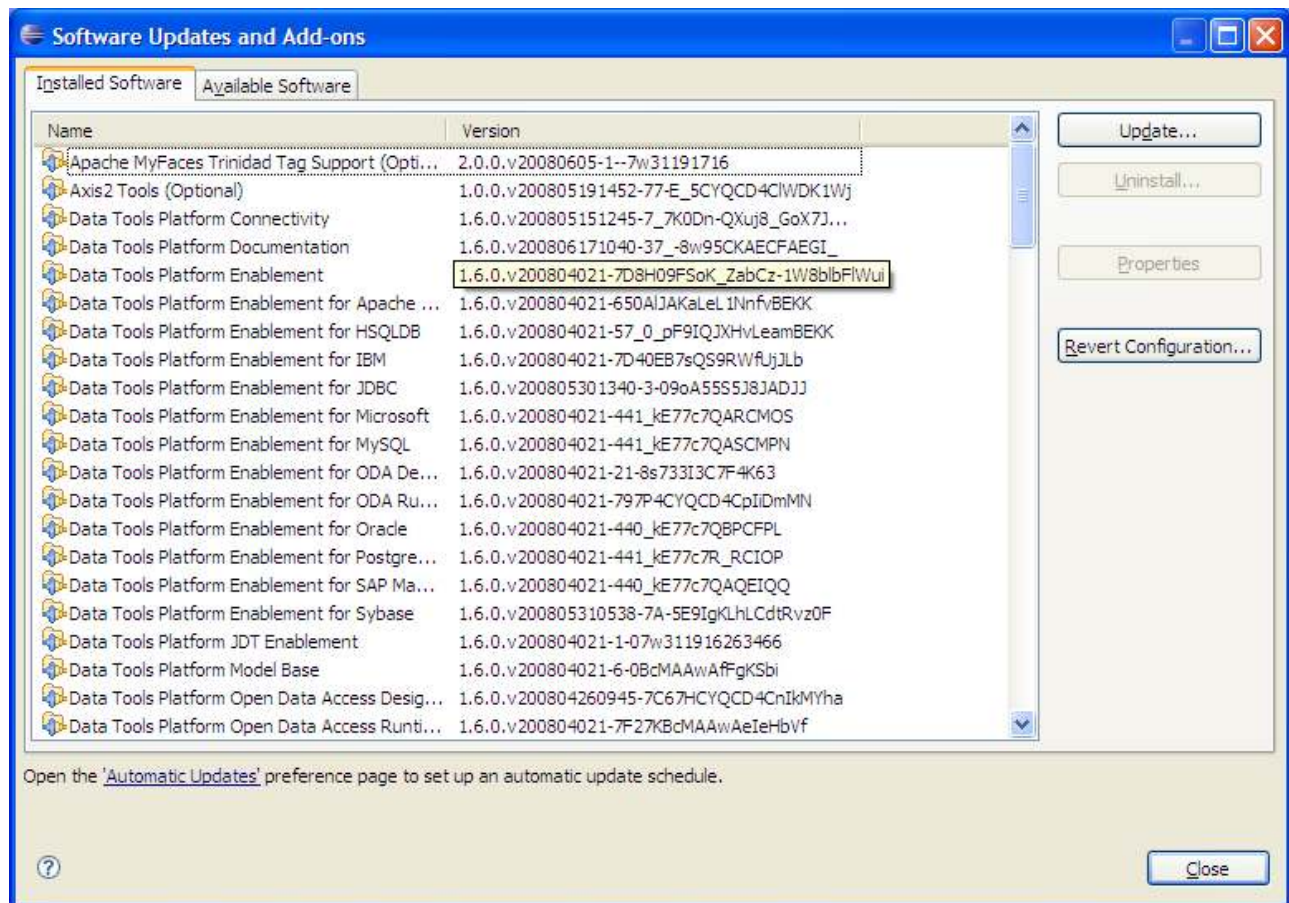 Software Updates and Add-ons
Installed Software
Available Software
Name Version
Apache MyFaces Trinidad Tag Support (Opti... 2.0.0.v20080605-1--7w31191716
Axis2 Tools (Optional) 1.0.0.v200805191452-77-E_5CYQCD4ClWDK1Wj
Data Tools Platform Connectivity 1.6.0.v200805151245-7_7K0Dn-QXuj8_GoX7J...
Data Tools Platform Documentation 1.6.0.v200806171040-37_-8w95CKAECFAEGI_
Data Tools Platform Enablement 1.6.0.v200804021-7D8H09FSoK_ZabCz-1W8blbFlWui
Data Tools Platform Enablement for Apache ... 1.6.0.v200804021-650AlJAKaLeL1NnfvBEKK
Data Tools Platform Enablement for HSQLDB 1.6.0.v200804021-57_0_pF9IQJXHvLeamBEKK
Data Tools Platform Enablement for IBM 1.6.0.v200804021-7D40EB7sQS9RWfUjJLb
Data Tools Platform Enablement for JDBC 1.6.0.v200805301340-3-09oA55S5J8JADJJ
Data Tools Platform Enablement for Microsoft 1.6.0.v200804021-441_kE77c7QARCMOS
Data Tools Platform Enablement for MySQL 1.6.0.v200804021-441_kE77c7QASCMPN
Data Tools Platform Enablement for ODA De... 1.6.0.v200804021-21-8s733I3C7F4K63
Data Tools Platform Enablement for ODA Ru... 1.6.0.v200804021-797P4CYQCD4CpIiDmMN
Data Tools Platform Enablement for Oracle 1.6.0.v200804021-440_kE77c7QBPCFPL
Data Tools Platform Enablement for Postgre... 1.6.0.v200804021-441_kE77c7R_RCIOP
Data Tools Platform Enablement for SAP Ma... 1.6.0.v200804021-440_kE77c7QAQEIQQ
Data Tools Platform Enablement for Sybase 1.6.0.v200805310538-7A-5E9IgKLhLCdtRvz0F
Data Tools Platform JDT Enablement 1.6.0.v200804021-1-07w311916263466
Data Tools Platform Model Base 1.6.0.v200804021-6-0BcMAAwAfFgKSbi
Data Tools Platform Open Data Access Desig... 1.6.0.v200804260945-7C67HCYQCD4CnIkMYha
Data Tools Platform Open Data Access Runti... 1.6.0.v200804021-7F27KBcMAAwAeIeHbVf
Update...
Uninstall...
Properties
Revert Configuration...
Open the 'Automatic Updates' preference page to set up an automatic update schedule.
?
Close